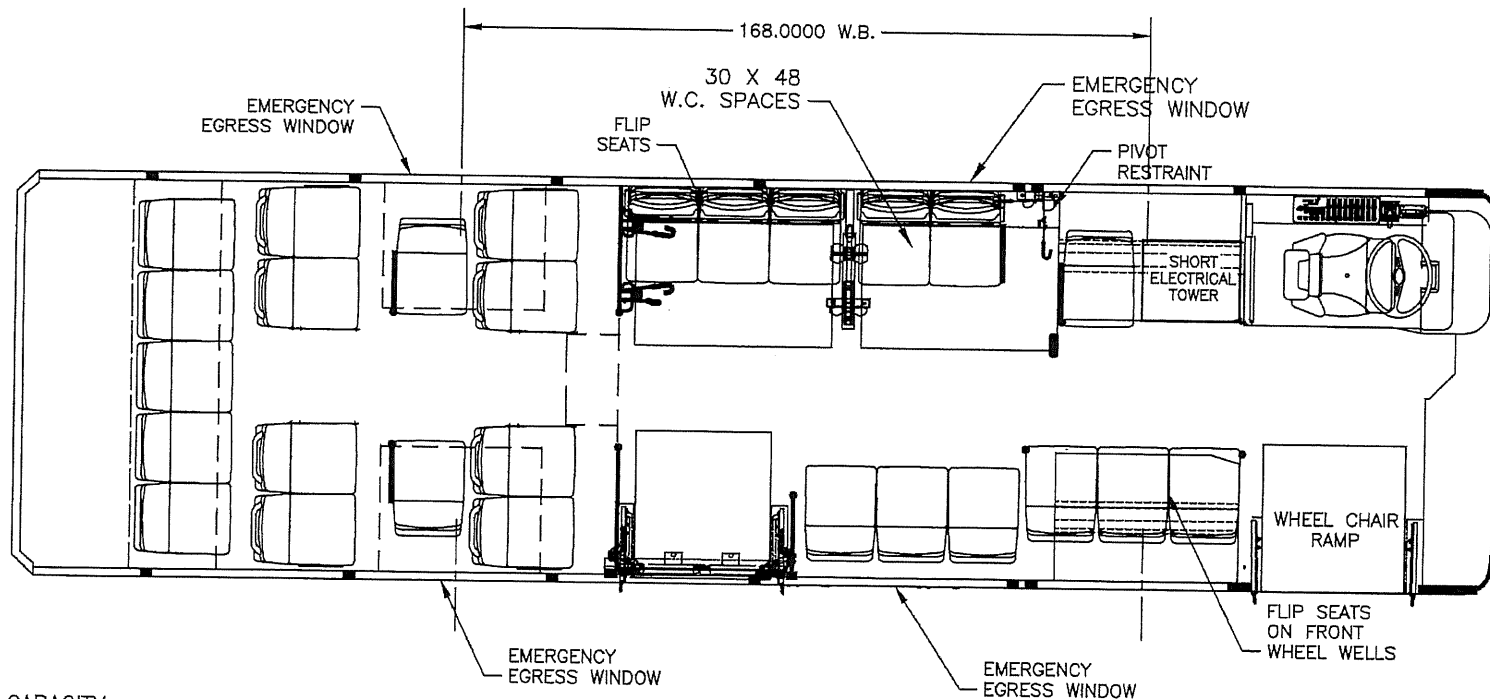 168.0000 W.B.
30 X 48
W.C. SPACES
EMERGENCY
EGRESS WINDOW
EMERGENCY
EGRESS WINDOW
FLIP
SEATS
PIVOT
RESTRAINT
SHORT
ELECTRICAL
TOWER
WHEEL CHAIR
RAMP
FLIP SEATS
ON FRONT
WHEEL WELLS
EMERGENCY
EGRESS WINDOW
EMERGENCY
EGRESS WINDOW